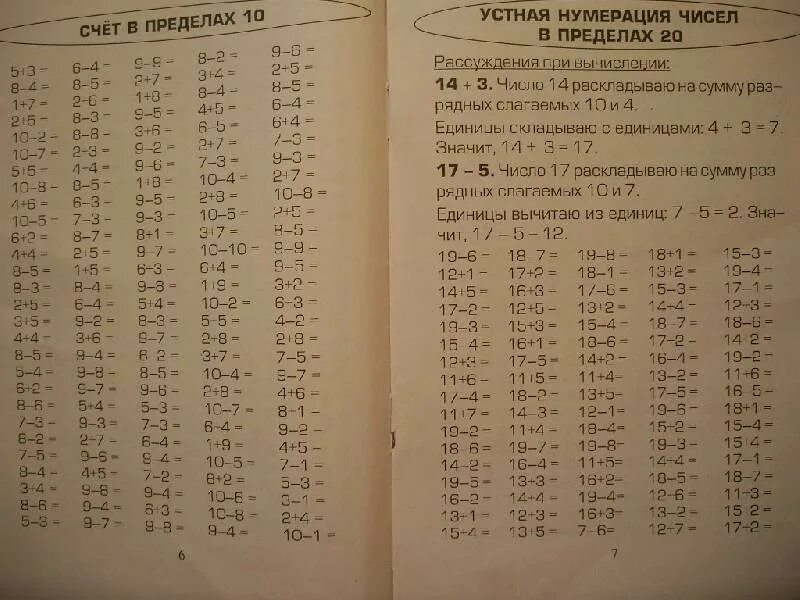 СЧЁТ В ПРЕДЕЛАХ 10
5+3= 6–4= 9–8= 8–2= 9–6=
8–4= 8–5= 2+7= 3+4= 2+5=
1+7= 2+6= 1+8= 8–4= 8–5=
2+5= 8–3= 9–5= 4+5= 6–4=
10–2= 8–8= 3+6= 6–5= 6+4=
10–7= 2+3= 9–2= 2+7= 7–3=
5+5= 4–4= 9–6= 7–3= 9–3=
10–8= 8–5= 1+8= 10–4= 2+7=
4+6= 6–3= 9–5= 2+8= 10–8=
10–5= 7–3= 9–3= 10–5= 2+5=
6+2= 8–7= 8+1= 3+7= 8–5=
4+4= 2+5= 9–7= 10–10= 9–9=
8–5= 1+5= 6–3= 6+4= 9–5=
8–3= 8–4= 9–8= 1+9= 3+2=
2+5= 6–4= 5+4= 10–2= 6–3=
3+5= 9–2= 8–3= 5–5= 4–2=
4+4= 3+6= 9–7= 2+8= 2+8=
8–5= 9–4= 6–2= 3+7= 7–5=
5–4= 9–8= 8–5= 10–4= 9–7=
6+2= 9–7= 9–6= 2+8= 4+6=
8–6= 5+4= 5–3= 10–7= 8+1=
7–3= 9–3= 7–3= 6–4= 9–2=
8–2= 2+7= 6–4= 1+9= 4+5=
7–5= 9–6= 9–4= 10–5= 7–1=
8–4= 4+5= 7–2= 8+2= 5–3=
3+4= 9–8= 9–4= 10–6= 3–1=
8–6= 9–4= 6+3= 10–8= 2+4=
5–3= 9–7= 9–8= 9–4= 10–1=
6
УСТНАЯ НУМЕРАЦИЯ ЧИСЕЛ
В ПРЕДЕЛАХ 20
Рассуждения при вычислении:
14 + 3. Число 14 раскладываю на сумму раз-
рядных слагаемых 10 и 4.
Единицы складываю с единицами: 4 + 3 = 7.
Значит, 14 + 3 = 17.
17 – 5. Число 17 раскладываю на сумму раз
рядных слагаемых 10 и 7.
Единицы вычитаю из единиц: 7 – 5 = 2. Зна-
чит, 17 – 5 – 12.
19–6= 18–7= 19–8= 18+1= 15–3=
12+1= 17+2= 18–1= 13+2= 19–4=
14+5= 16+3= 17–6= 15–3= 17–1=
17–2= 12+5= 13+2= 14+4= 12+3=
19–3= 15+3= 15–4= 18–7= 18–6=
15–4= 16+1= 18–6= 17–2= 14+2=
12+3= 17–5= 14+2= 16–4= 19–2=
11+6= 11+5= 11+4= 13–2= 11+6=
17–4= 18–2= 13+5= 17–5= 16–5=
11+7= 14–3= 12–1= 19–6= 18+1=
19–2= 11+4= 18–4= 15–2= 15–4=
18–6= 19–7= 19–8= 19–3= 15+4=
14–2= 16–4= 11+5= 14+4= 17–1=
19–5= 13+3= 16+2= 18–5= 18–7=
16–2= 14+4= 19–4= 12–6= 11+3=
13+1= 12+3= 16+3= 13–2= 15–2=
15+4= 13+5= 7–6= 12+7= 17–2=
7